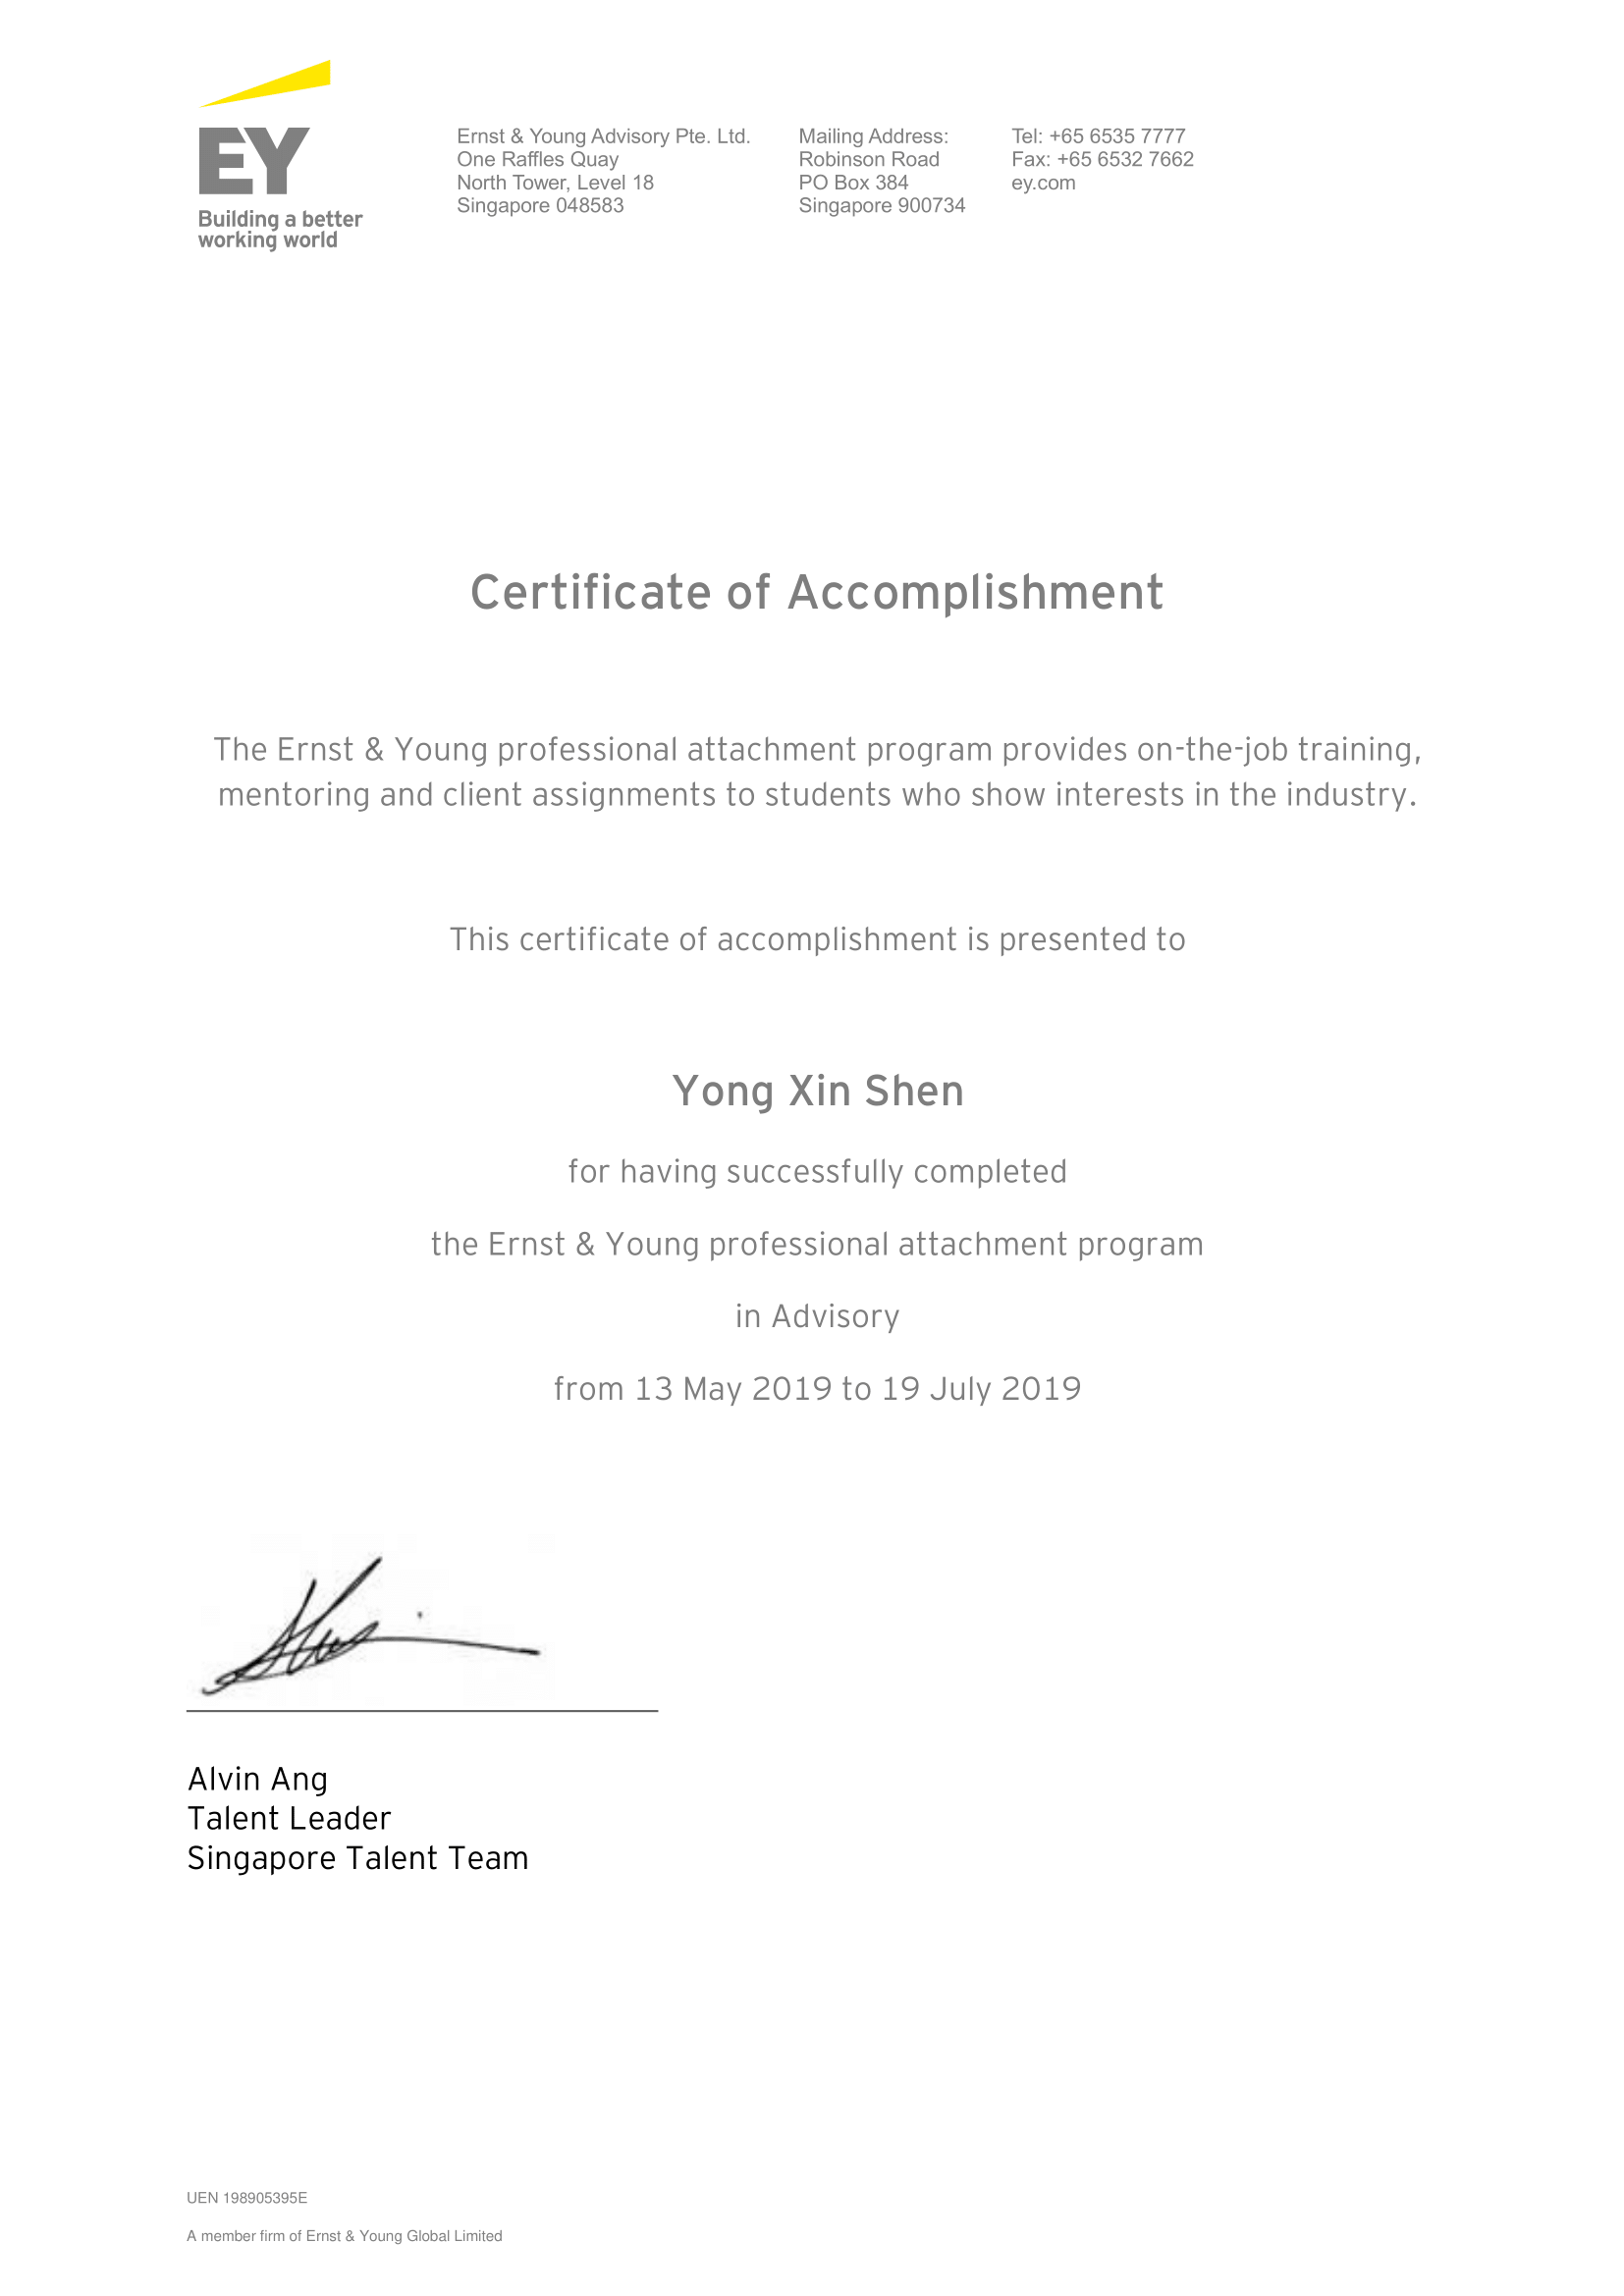 EY
Building a better
working world
Ernst & Young Advisory Pte. Ltd.
One Raffles Quay
North Tower, Level 18
Singapore 048583
Mailing Address:
Robinson Road
PO Box 384
Singapore 900734
Tel: +65 6535 7777
Fax: +65 6532 7662
ey.com
Certificate of Accomplishment
The Ernst & Young professional attachment program provides on-the-job training,
mentoring and client assignments to students who show interests in the industry.
This certificate of accomplishment is presented to
Yong Xin Shen
for having successfully completed
the Ernst & Young professional attachment program
in Advisory
from 13 May 2019 to 19 July 2019
Alvin Ang
Talent Leader
Singapore Talent Team
UEN 198905395E
A member firm of Ernst & Young Global Limited